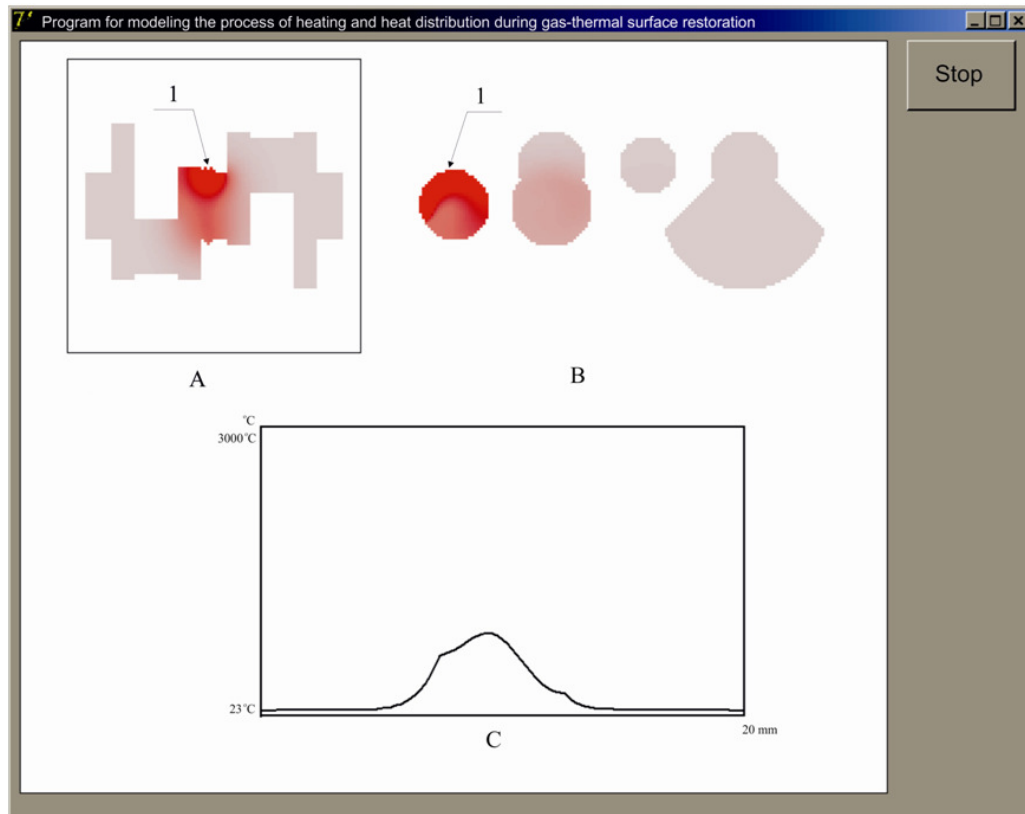 Program for modeling the process of heating and heat distribution during gas-thermal surface restoration
Stop
1
1
A
B
°C
3000°C
23°C
20 mm
C